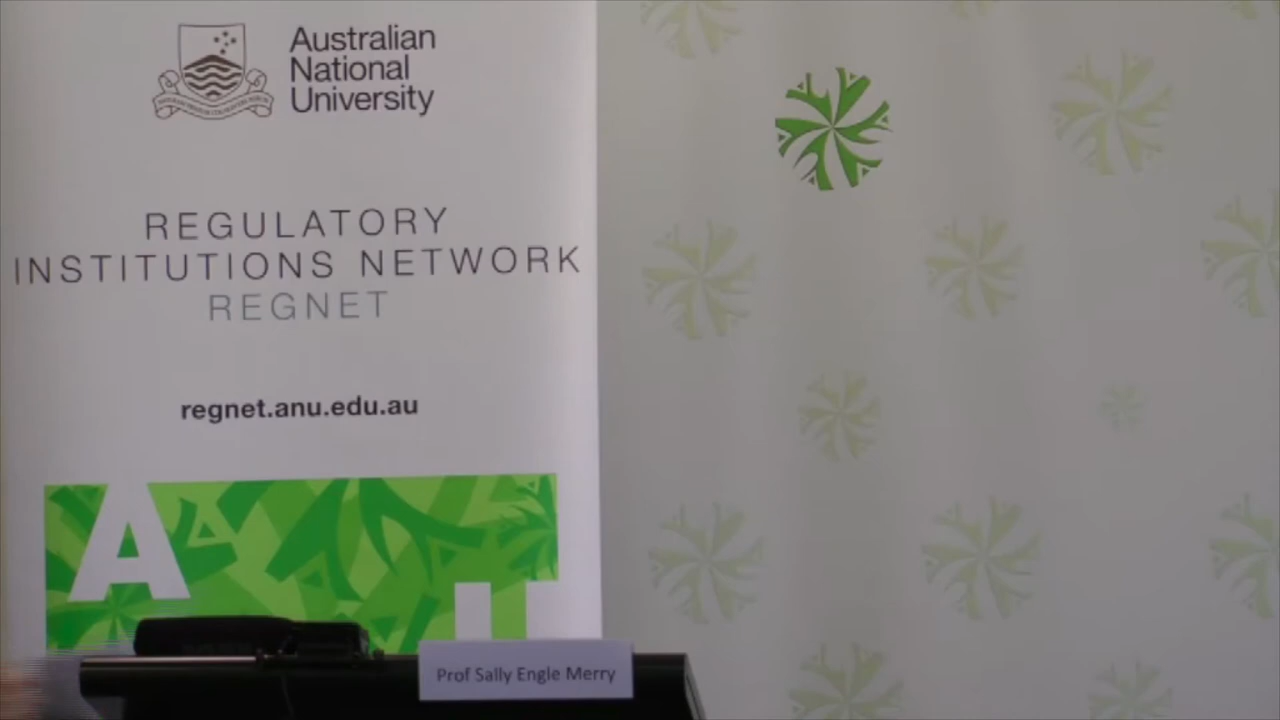 Australian
National
University
REGULATORY
INSTITUTIONS NETWORK
REGNET
regnet.anu.edu.au
A
U
Prof Sally Engle Merry